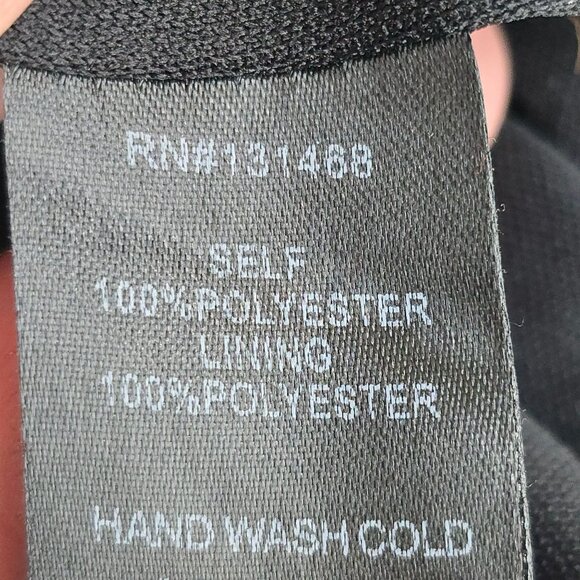 RN#131468
SELF
100%POLYESTER
LINING
100%POLYESTER
HAND WASH COLD